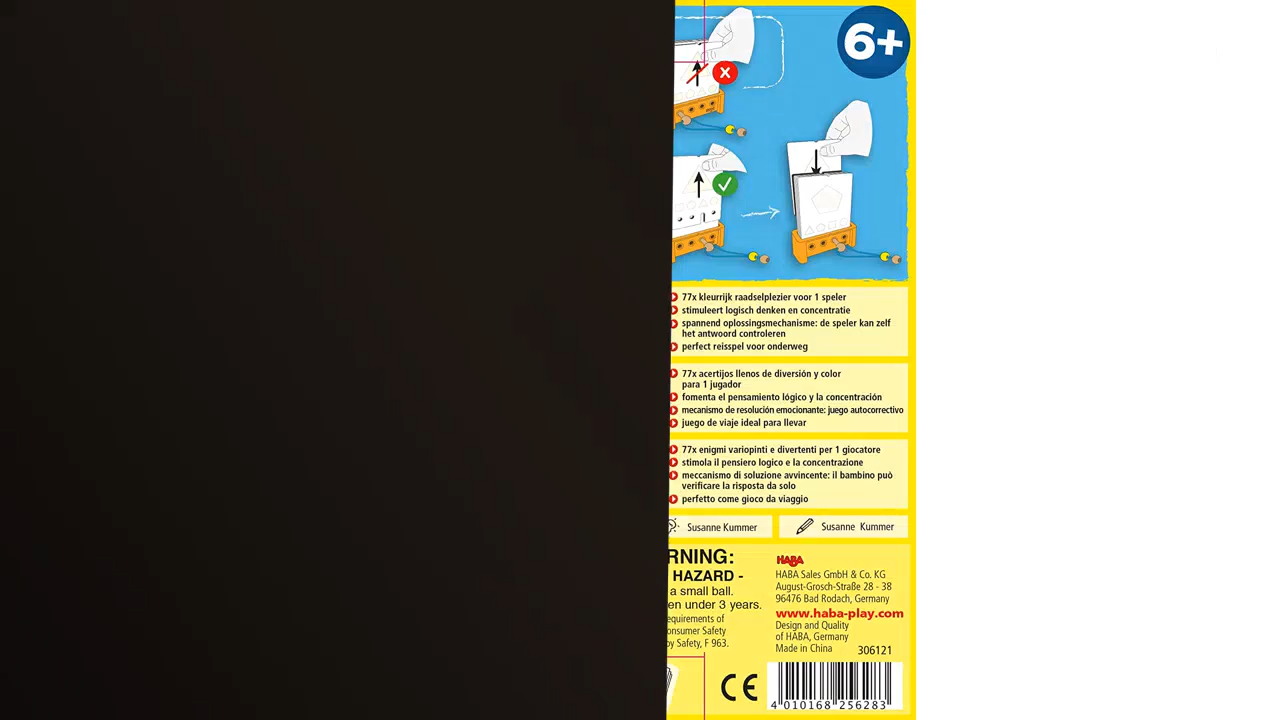 6+
77x kleurrijk raadselplezier voor 1 speler
stimuleert logisch denken en concentratie
spannend oplossingsmechanisme: de speler kan zelf
het antwoord controleren
perfect reisspel voor onderweg
77x acertijos llenos de diversión y color
para 1 jugador
fomenta el pensamiento lógico y la concentración
mecanismo de resolución emocionante: juego autocorrectivo
juego de viaje ideal para llevar
77x enigmi variopinti e divertenti per 1 giocatore
stimola il pensiero logico e la concentrazione
meccanismo di soluzione avvincente: il bambino può
verificare la risposta da solo
perfetto come gioco da viaggio
Susanne Kummer
Susanne Kummer
RNING:
HAZARD -
a small ball.
en under 3 years.
equirements of
onsumer Safety
oy Safety, F 963.
HABA
HABA Sales GmbH & Co. KG
August-Grosch-Straße 28 - 38
96476 Bad Rodach, Germany
www.haba-play.com
Design and Quality
of HABA, Germany
Made in China
306121
CE
4 010168 256283